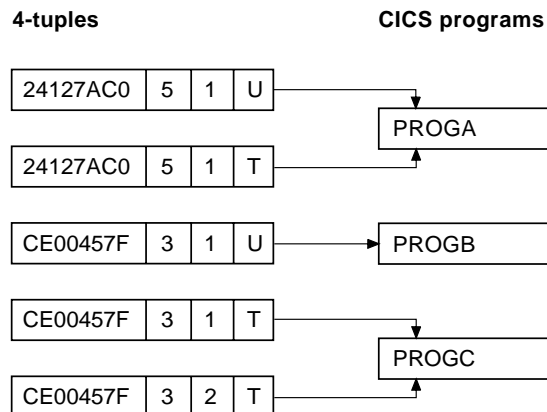 4-tuples CICS programs
24127AC0 5 1 U
PROGA
24127AC0 5 1 T
CE00457F 3 1 U PROGB
CE00457F 3 1 T
PROGC
CE00457F 3 2 T